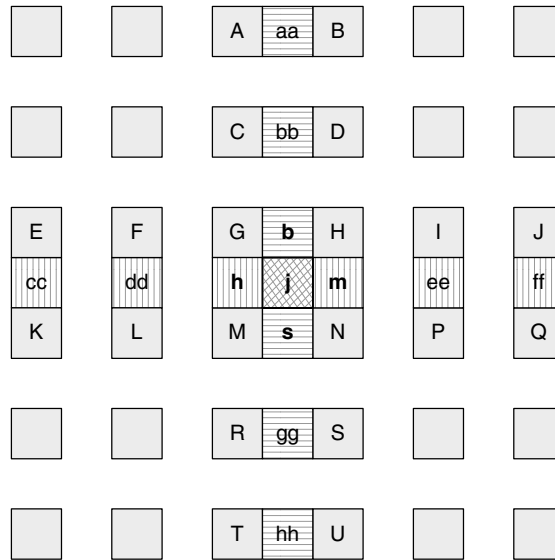 A aa B
C bb D
E F G b H I J
cc dd h j m ee ff
K L M s N P Q
R gg S
T hh U